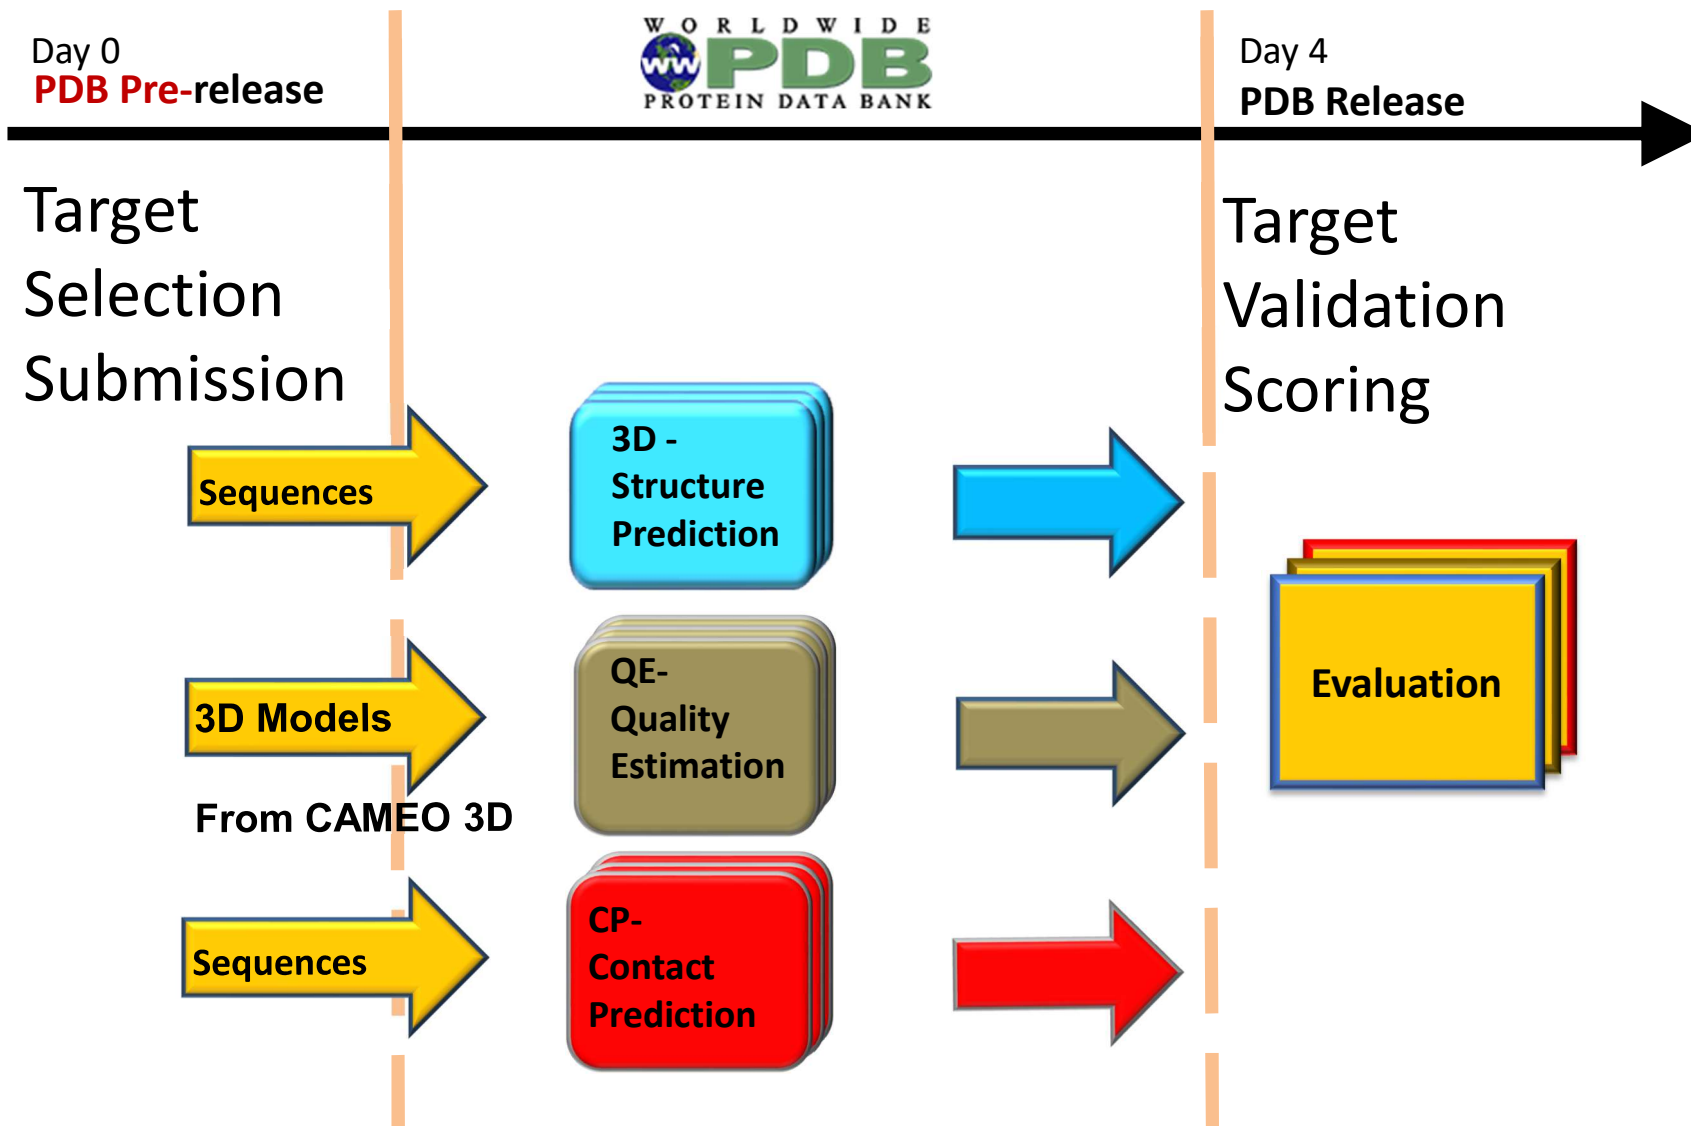 Day 0
PDB Pre-release
WORLDWIDE
ww PDB
PROTEIN DATA BANK
Day 4
PDB Release
Target
Selection
Submission
Target
Validation
Scoring
Sequences
3D -
Structure
Prediction
3D Models
From CAMEO 3D
QE-
Quality
Estimation
Evaluation
Sequences
CP-
Contact
Prediction